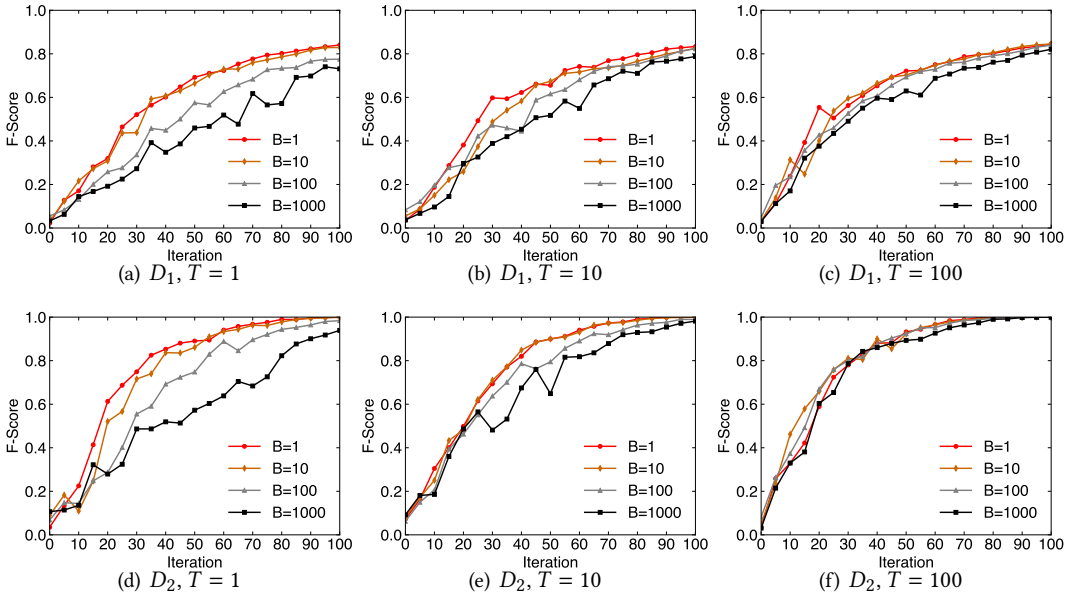 1.0
0.8
0.6
0.4
0.2
0.0
F-Score
B=1
B=10
B=100
B=1000
0 10 20 30 40 50 60 70 80 90 100
Iteration
(a) D₁, T = 1
1.0
0.8
0.6
0.4
0.2
0.0
F-Score
B=1
B=10
B=100
B=1000
0 10 20 30 40 50 60 70 80 90 100
Iteration
(b) D₁, T = 10
1.0
0.8
0.6
0.4
0.2
0.0
F-Score
B=1
B=10
B=100
B=1000
0 10 20 30 40 50 60 70 80 90 100
Iteration
(c) D₁, T = 100
1.0
0.8
0.6
0.4
0.2
0.0
F-Score
B=1
B=10
B=100
B=1000
0 10 20 30 40 50 60 70 80 90 100
Iteration
(d) D₂, T = 1
1.0
0.8
0.6
0.4
0.2
0.0
F-Score
B=1
B=10
B=100
B=1000
0 10 20 30 40 50 60 70 80 90 100
Iteration
(e) D₂, T = 10
1.0
0.8
0.6
0.4
0.2
0.0
F-Score
B=1
B=10
B=100
B=1000
0 10 20 30 40 50 60 70 80 90 100
Iteration
(f) D₂, T = 100